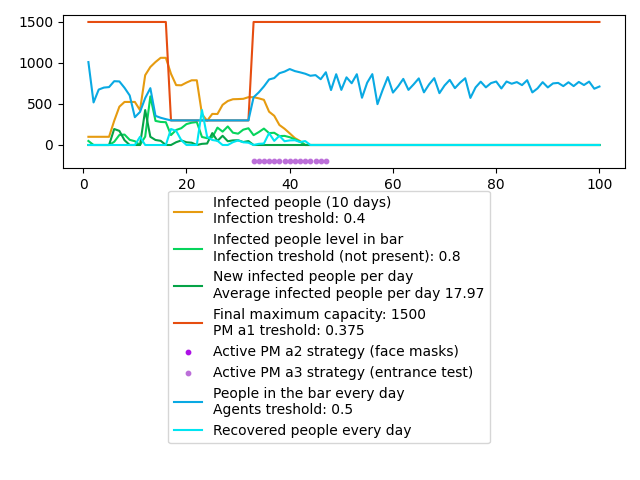 1500
1000
500
0
0
20
40
60
80
100
Infected people (10 days)
Infection treshold: 0.4
Infected people level in bar
Infection treshold (not present): 0.8
New infected people per day
Average infected people per day 17.97
Final maximum capacity: 1500
PM a1 treshold: 0.375
Active PM a2 strategy (face masks)
Active PM a3 strategy (entrance test)
People in the bar every day
Agents treshold: 0.5
Recovered people every day